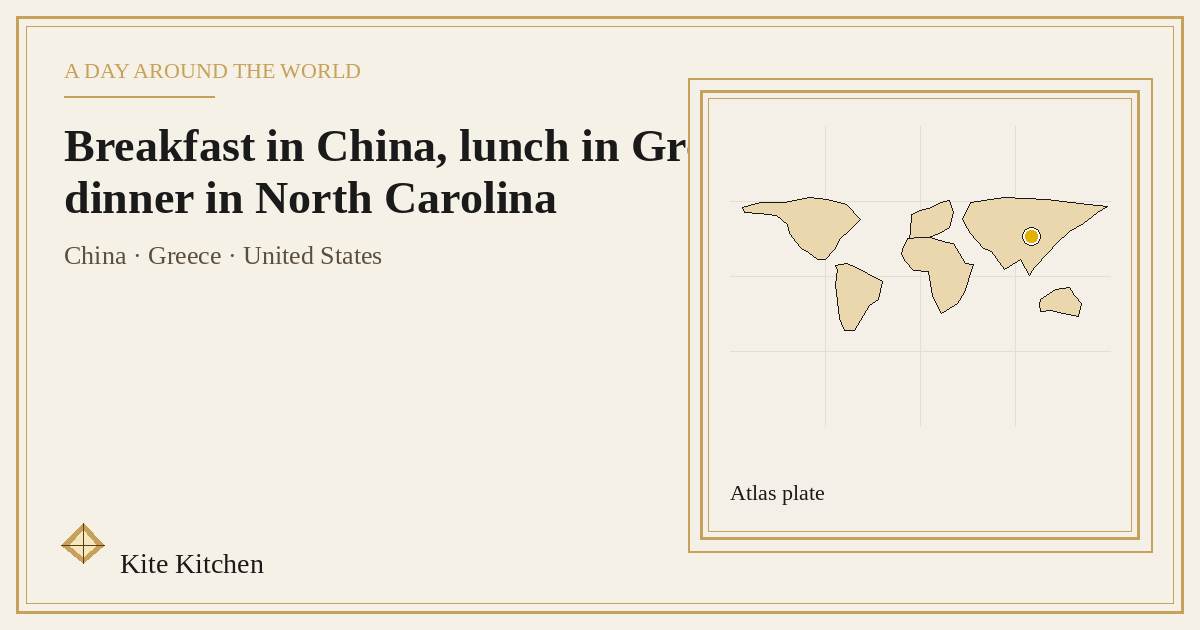 A DAY AROUND THE WORLD
Breakfast in China, lunch in
dinner in North Carolina
China · Greece · United States
Atlas plate
Kite Kitchen